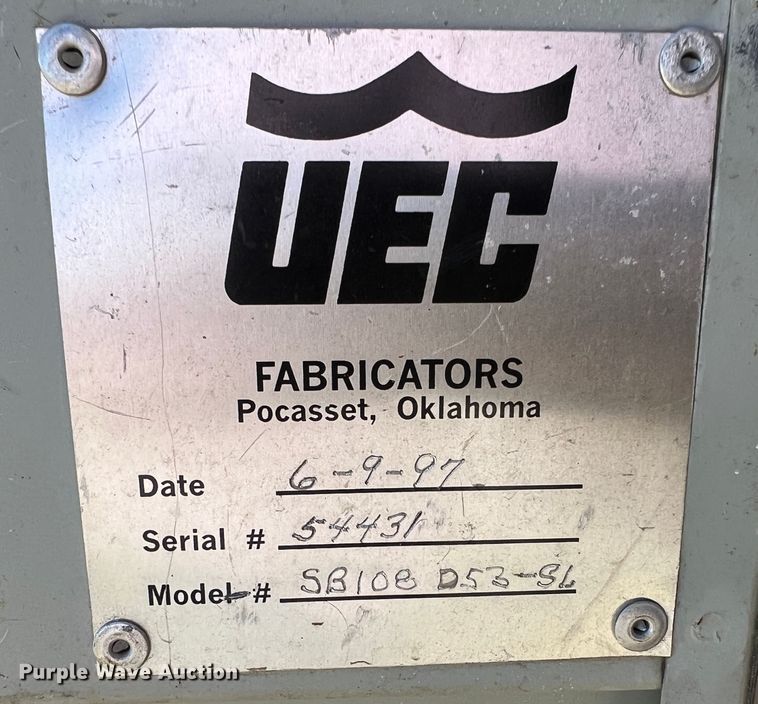 UEC
FABRICATORS
Pocasset, Oklahoma
Date 6-9-97
Serial # 54431
Model # SB108 D53-SL
Purple Wave Auction